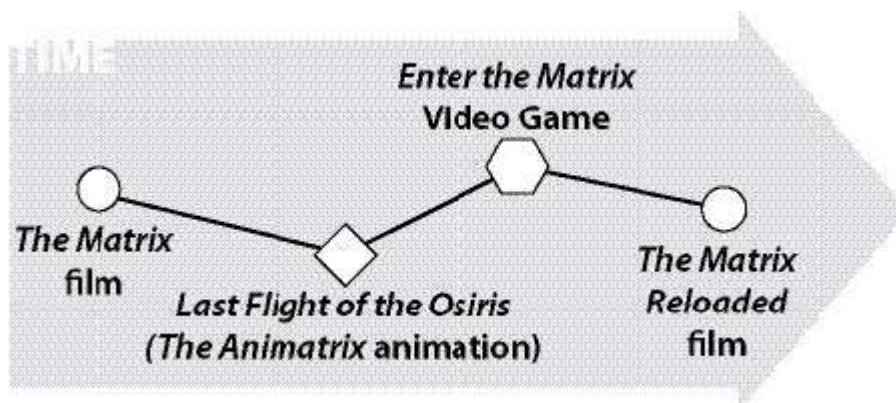 TIME
Enter the Matrix
VIdeo Game
The Matrix
film
Last Flight of the Osiris
(The Animatrix animation)
The Matrix
Reloaded
film